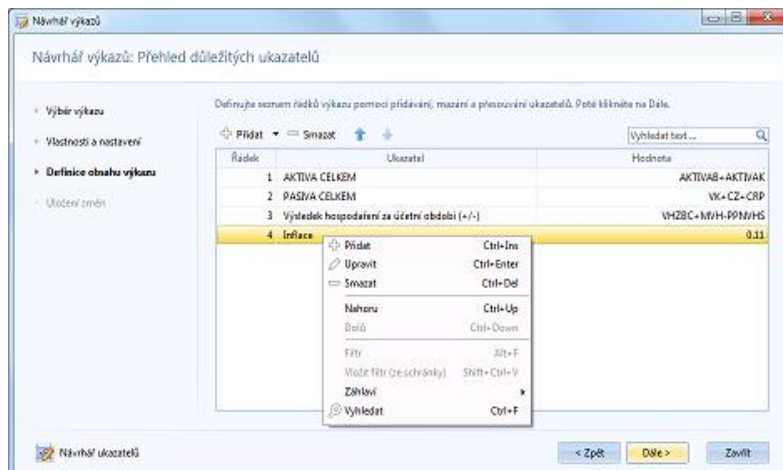 Návrhář výkazů
Návrhář výkazů: Přehled důležitých ukazatelů
Výběr výkazu
Vlastnosti a nastavení
Definice obsahu výkazu
Uložení změn
Definujte seznam řádků výkazu pomocí přidávání, mazání a přesouvání ukazatelů. Poté klikněte na Dále.
Přidat Smazat Vyhledat text ...
Řádek Ukazatel Hodnota
1 AKTIVA CELKEM AKTIVAB+AKTIVAK
2 PASIVA CELKEM VK+CZ+CRP
3 Výsledek hospodaření za účetní období (+/-) VHZBC+MVH-PPNVHS
4 Inflace 0.11
Přidat Ctrl+Ins
Upravit Ctrl+Enter
Smazat Ctrl+Del
Nahoru Ctrl+Up
Dolů Ctrl+Down
Filtr Alt+F
Vložit filtr (ze schránky) Shift+Ctrl+V
Záhlaví
Vyhledat Ctrl+F
Návrhář ukazatelů < Zpět Dále > Zavřít